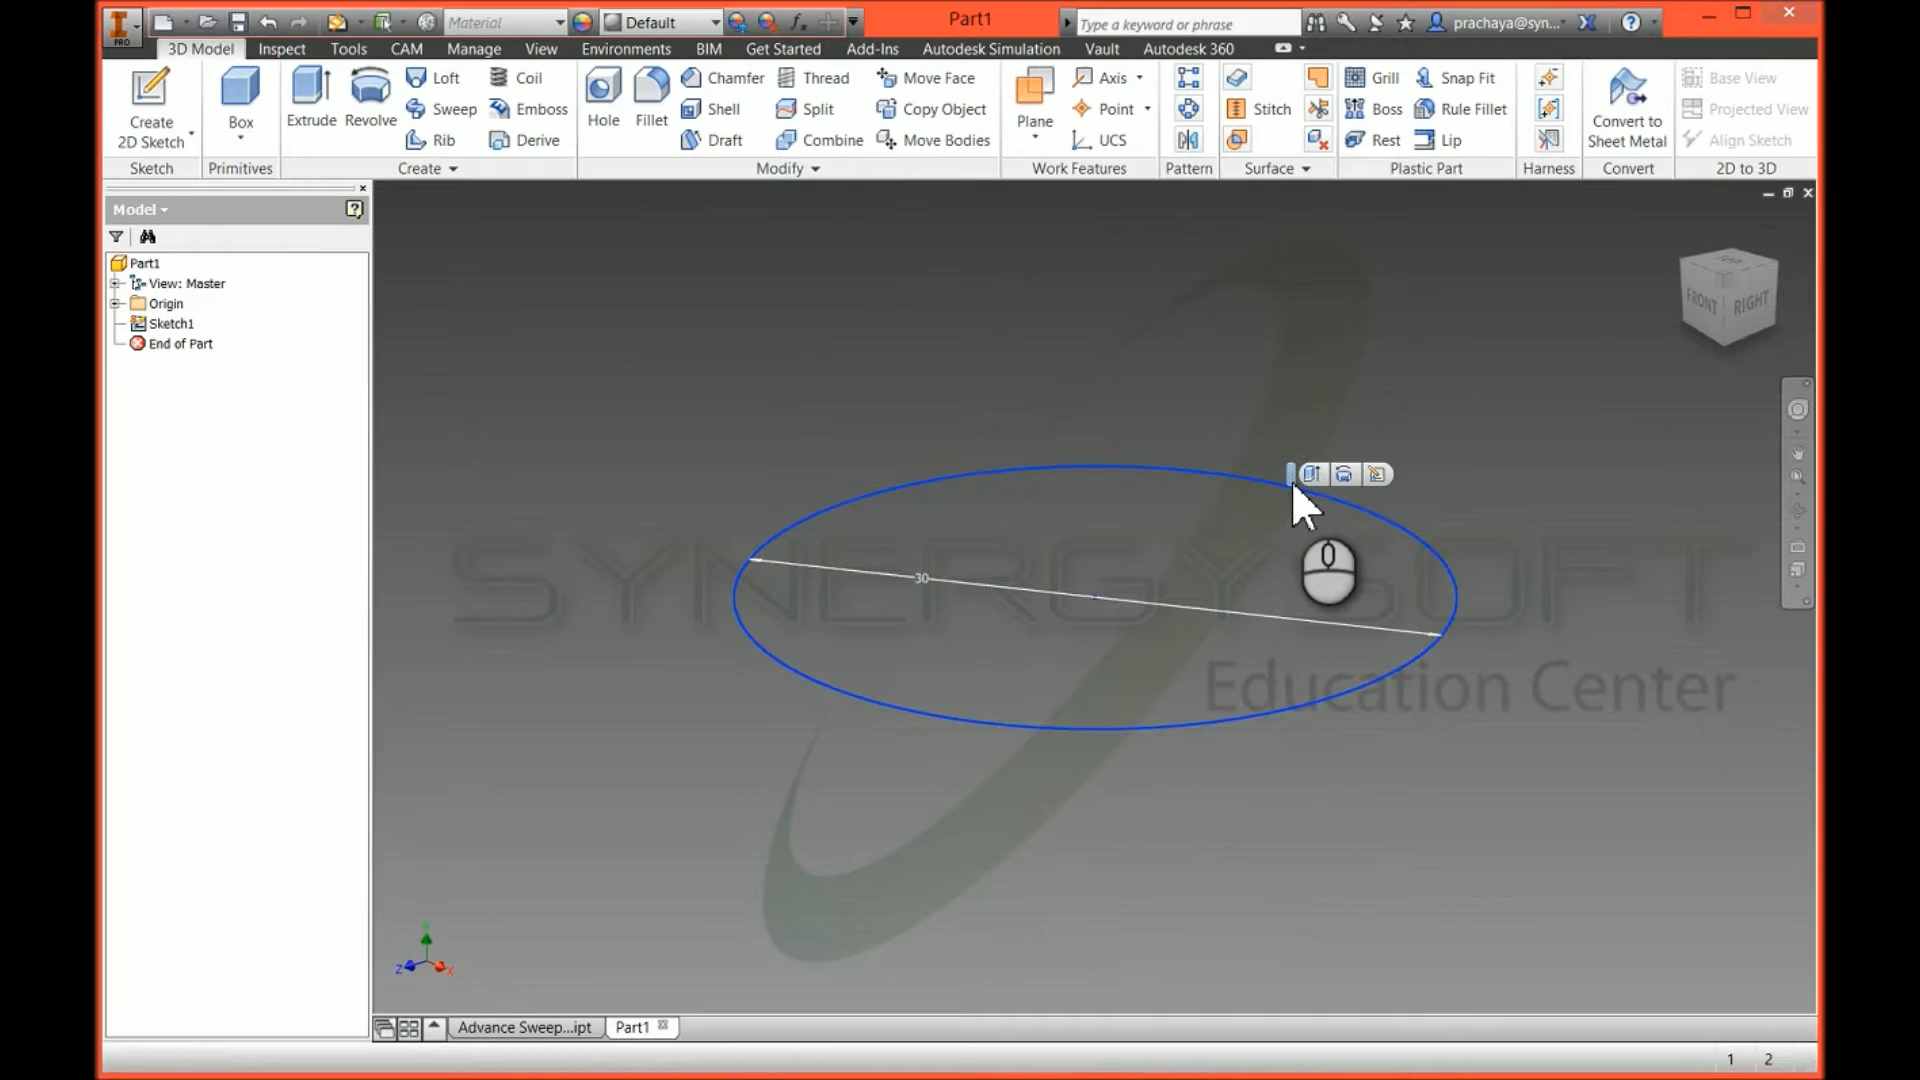 PRO
Material
Default
Part1
Type a keyword or phrase
prachaya@syn...
3D Model
Inspect
Tools
CAM
Manage
View
Environments
BIM
Get Started
Add-Ins
Autodesk Simulation
Vault
Autodesk 360
Create
2D Sketch
Box
Extrude
Revolve
Loft
Sweep
Rib
Coil
Emboss
Derive
Hole
Fillet
Chamfer
Shell
Draft
Thread
Split
Combine
Move Face
Copy Object
Move Bodies
Plane
Axis
Point
UCS
Stitch
Grill
Boss
Rest
Snap Fit
Rule Fillet
Lip
Convert to
Sheet Metal
Base View
Projected View
Align Sketch
Sketch
Primitives
Create
Modify
Work Features
Pattern
Surface
Plastic Part
Harness
Convert
2D to 3D
Model
Part1
View: Master
Origin
Sketch1
End of Part
TOP
FRONT
RIGHT
30
SYNERGYSOFT
Education Center
Z
X
Advance Sweep...ipt
Part1
1 2